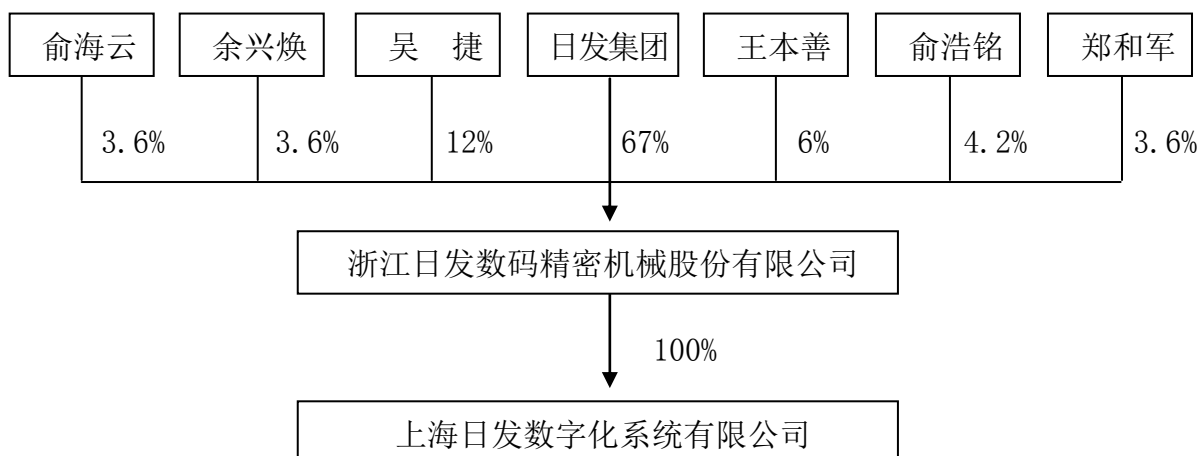 俞海云 余兴焕 吴 捷 日发集团 王本善 俞浩铭 郑和军
3.6% 3.6% 12% 67% 6% 4.2% 3.6%
浙江日发数码精密机械股份有限公司
100%
上海日发数字化系统有限公司